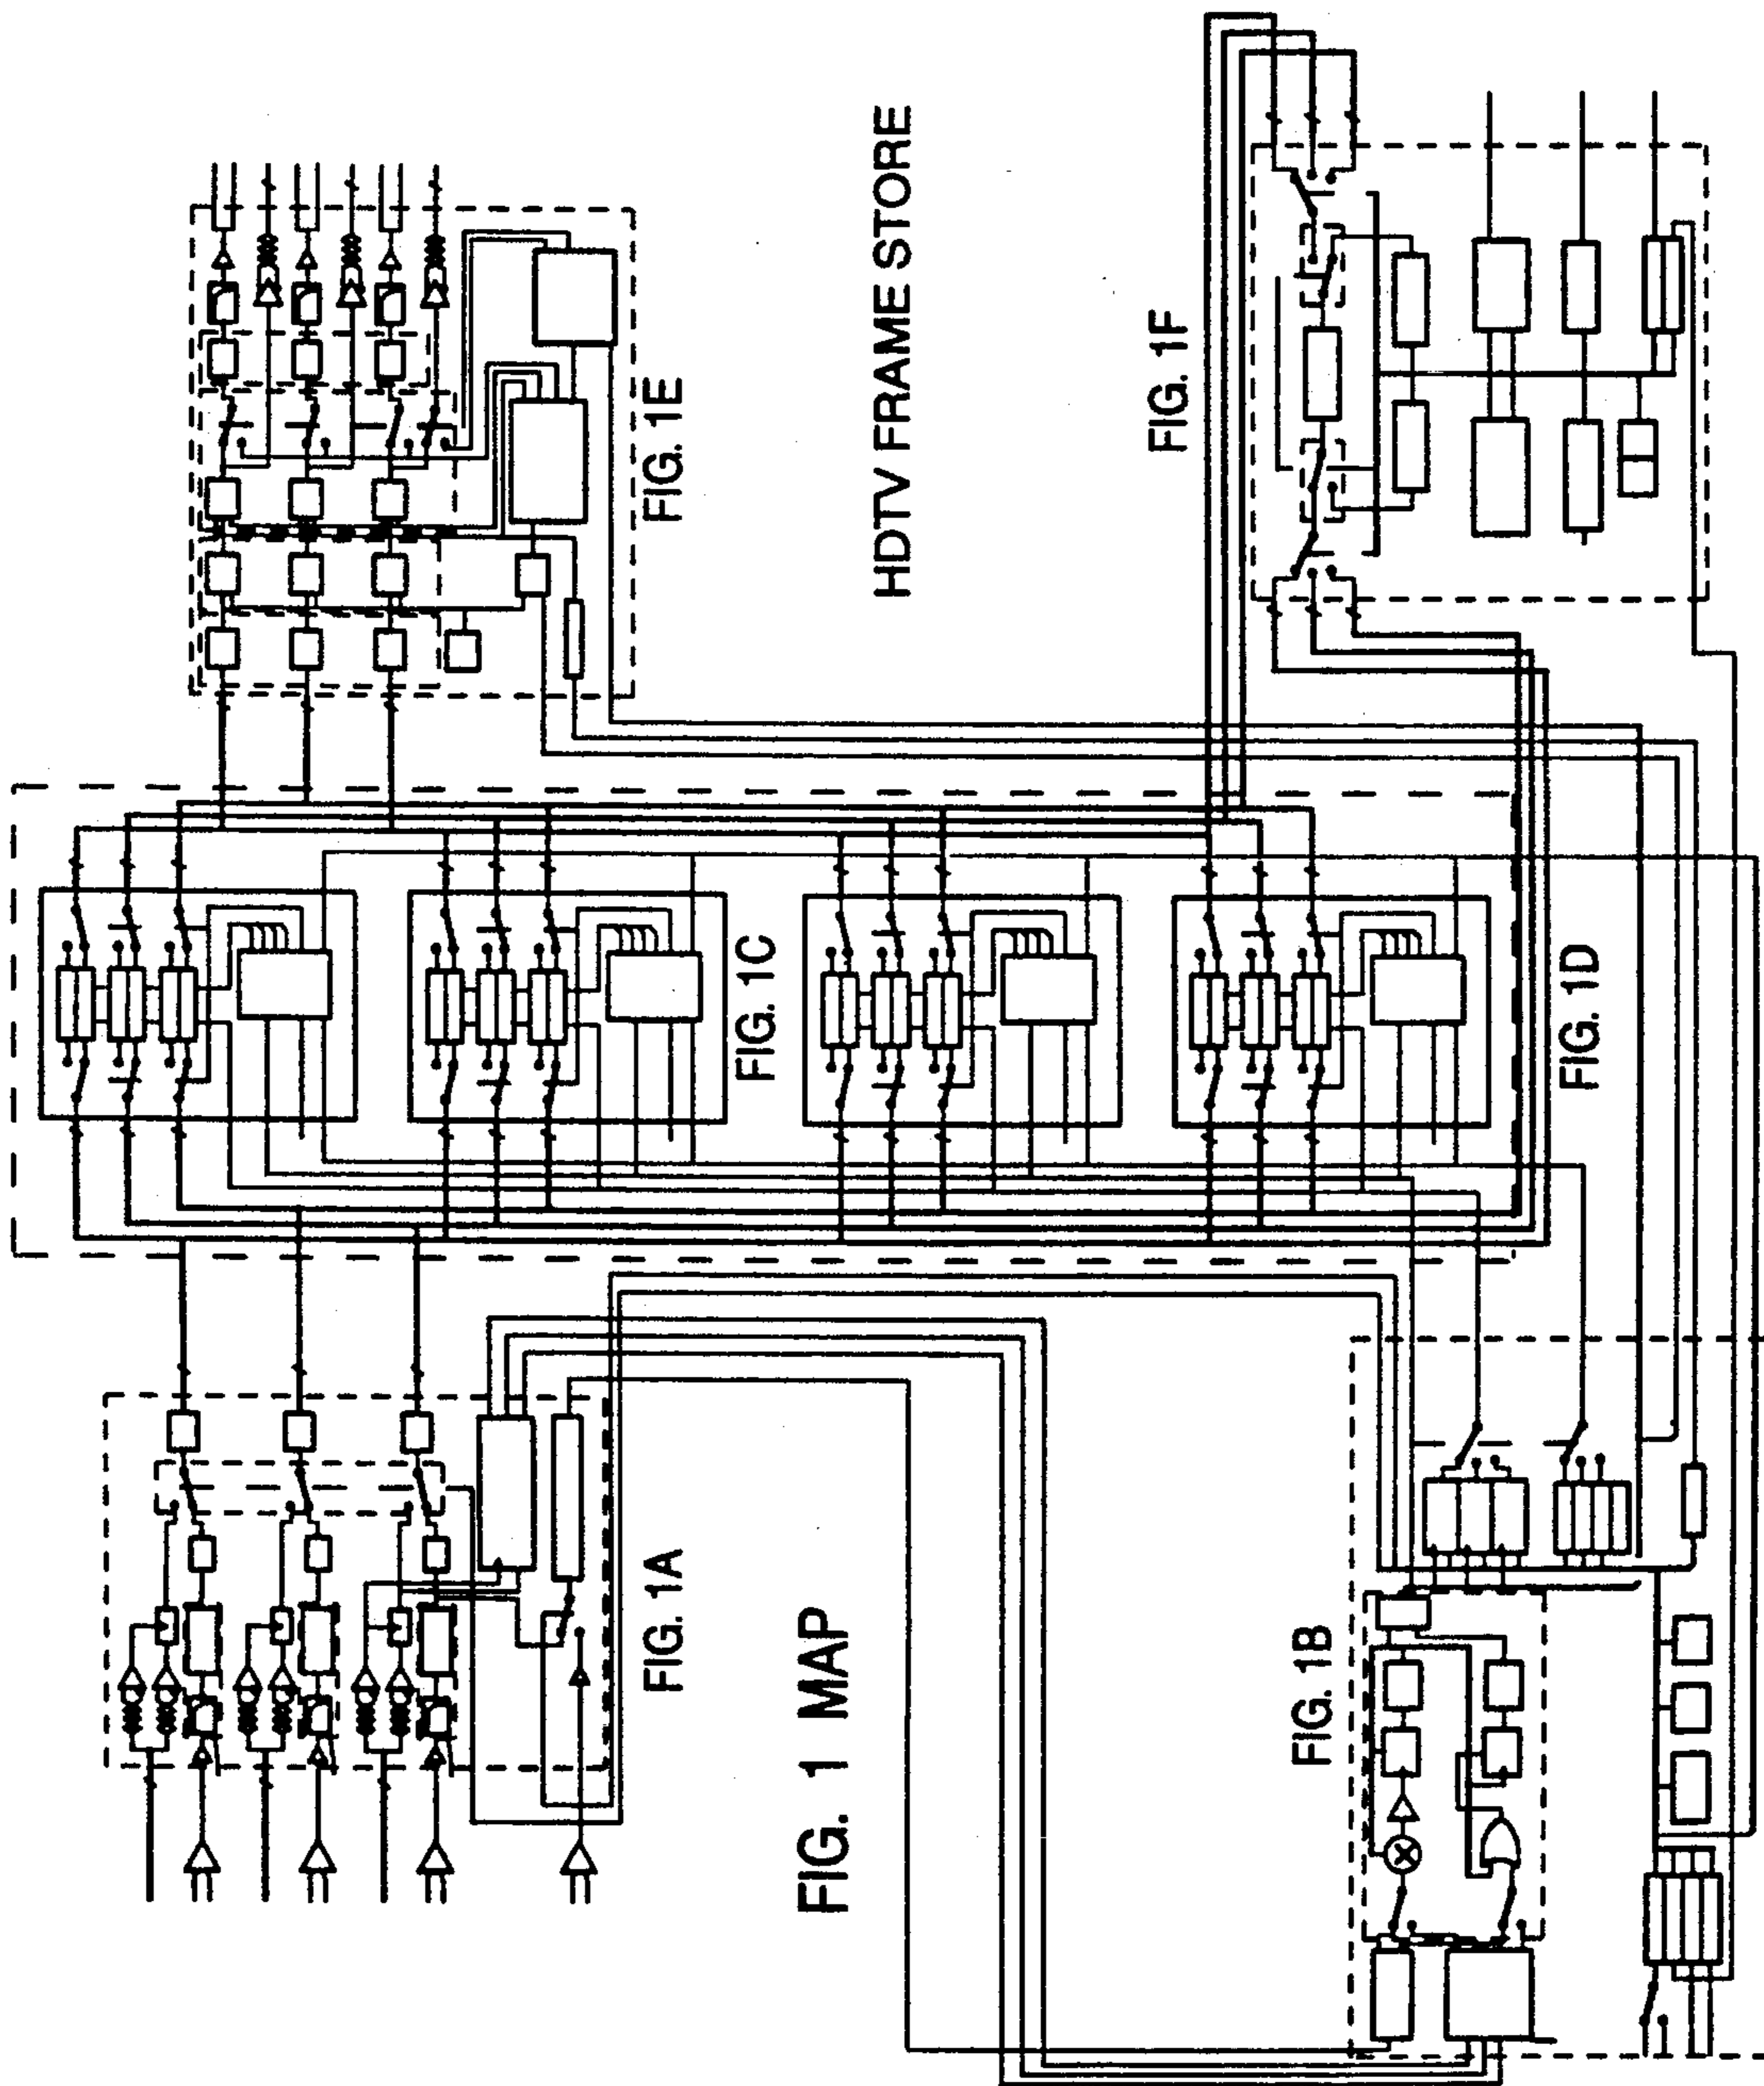 HDTV FRAME STORE
FIG. 1E
FIG. 1F
FIG. 1C
FIG. 1D
FIG. 1A
FIG. 1 MAP
FIG. 1B